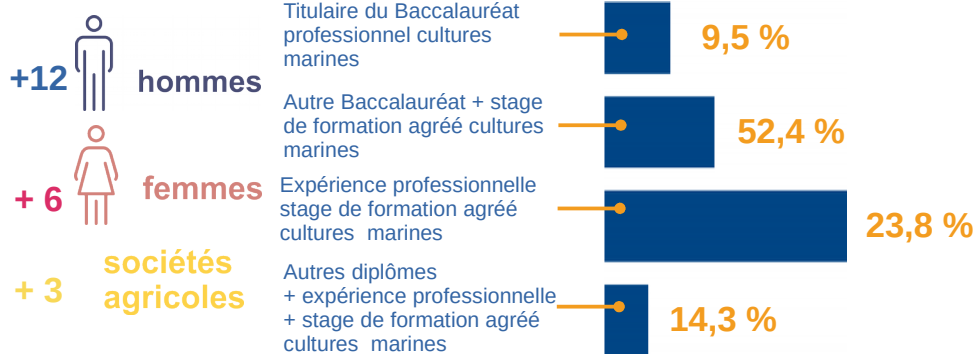 +12
hommes
+ 6
femmes
+ 3
sociétés
agricoles
Titulaire du Baccalauréat
professionnel cultures
marines
9,5 %
Autre Baccalauréat + stage
de formation agréé cultures
marines
52,4 %
Expérience professionnelle
stage de formation agréé
cultures marines
23,8 %
Autres diplômes
+ expérience professionnelle
+ stage de formation agréé
cultures marines
14,3 %